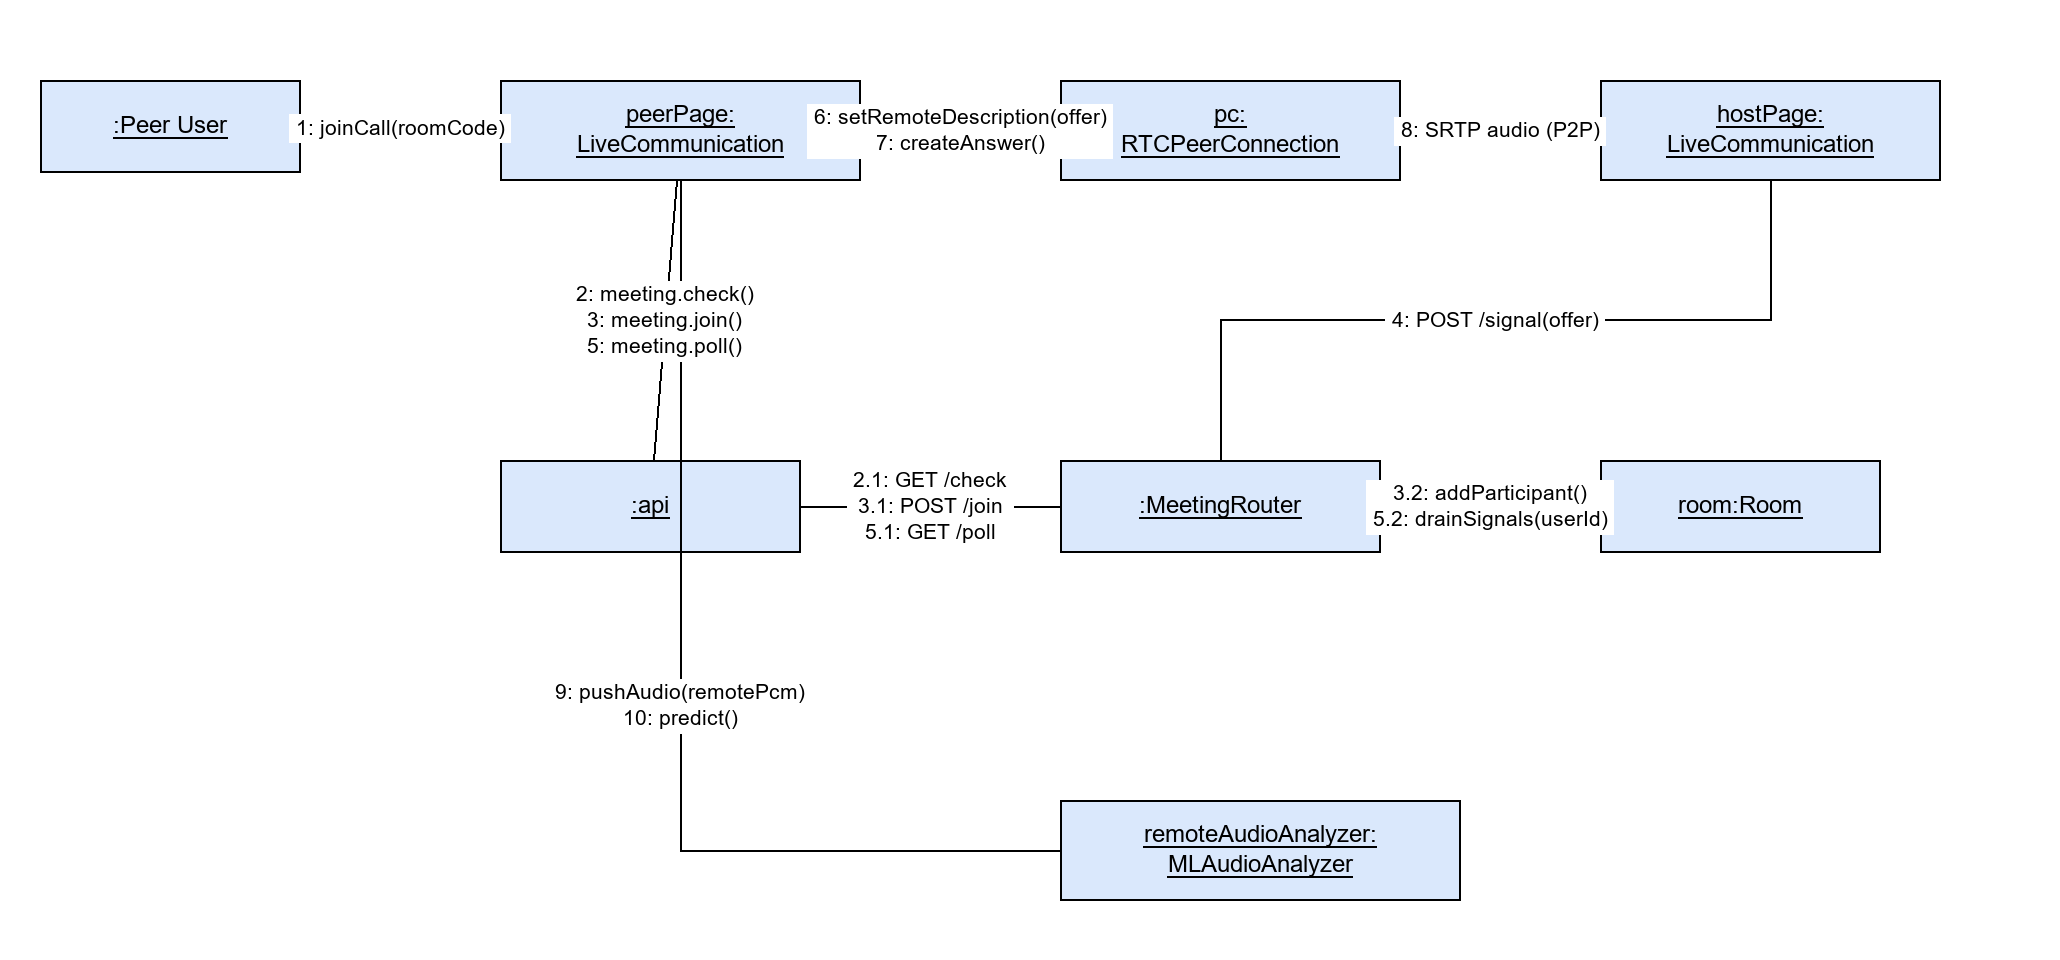 :Peer User
1: joinCall(roomCode)
peerPage:
LiveCommunication
6: setRemoteDescription(offer)
7: createAnswer()
pc:
RTCPeerConnection
8: SRTP audio (P2P)
hostPage:
LiveCommunication
2: meeting.check()
3: meeting.join()
5: meeting.poll()
4: POST /signal(offer)
:api
2.1: GET /check
3.1: POST /join
5.1: GET /poll
:MeetingRouter
3.2: addParticipant()
5.2: drainSignals(userId)
room:Room
9: pushAudio(remotePcm)
10: predict()
remoteAudioAnalyzer:
MLAudioAnalyzer